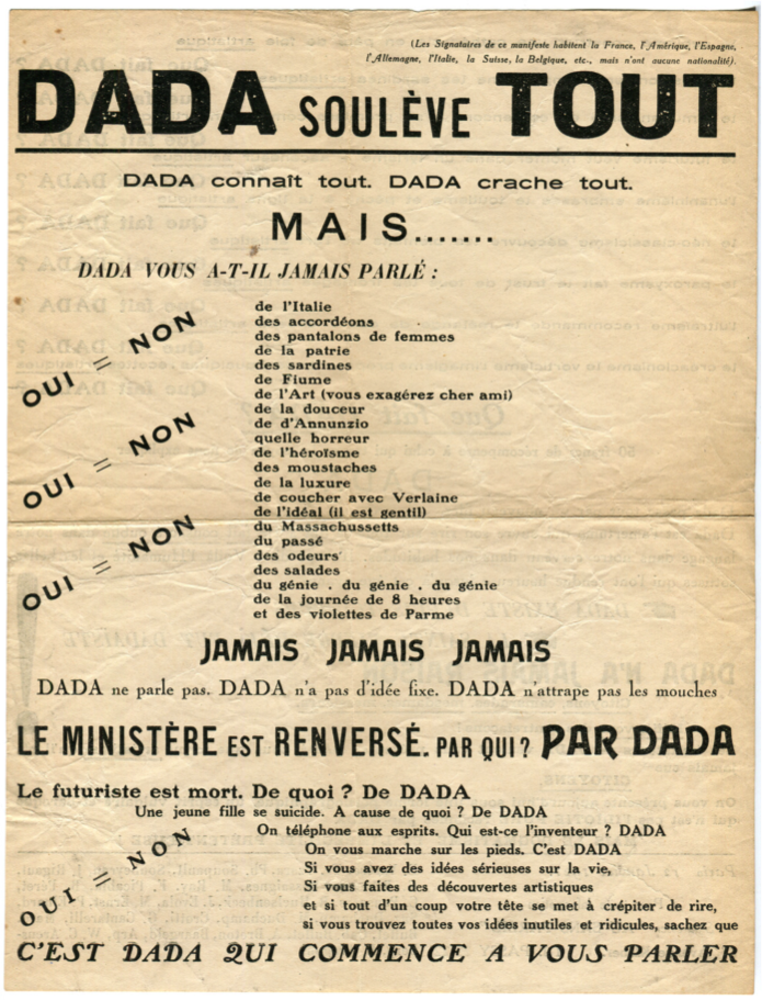 (Les Signataires de ce manifeste habitent la France, l'Amérique, l'Espagne,
l'Allemagne, l'Italie, la Suisse, la Belgique, etc., mais n'ont aucune nationalité).
DADA SOULÈVE TOUT
DADA connaît tout. DADA crache tout.
MAIS.......
DADA VOUS A-T-IL JAMAIS PARLÉ :
OUI = NON
OUI = NON
OUI = NON
de l'Italie
des accordéons
des pantalons de femmes
de la patrie
des sardines
de Fiume
de l'Art (vous exagérez cher ami)
de la douceur
de d'Annunzio
quelle horreur
de l'héroïsme
des moustaches
de la luxure
de coucher avec Verlaine
de l'idéal (il est gentil)
du Massachussetts
du passé
des odeurs
des salades
du génie . du génie . du génie
de la journée de 8 heures
et des violettes de Parme
JAMAIS JAMAIS JAMAIS
DADA ne parle pas. DADA n'a pas d'idée fixe. DADA n'attrape pas les mouches
LE MINISTÈRE EST RENVERSÉ. PAR QUI? PAR DADA
Le futuriste est mort. De quoi ? De DADA
Une jeune fille se suicide. A cause de quoi ? De DADA
On téléphone aux esprits. Qui est-ce l'inventeur ? DADA
OUI = NON
On vous marche sur les pieds. C'est DADA
Si vous avez des idées sérieuses sur la vie,
Si vous faites des découvertes artistiques
et si tout d'un coup votre tête se met à crépiter de rire,
si vous trouvez toutes vos idées inutiles et ridicules, sachez que
C'EST DADA QUI COMMENCE A VOUS PARLER